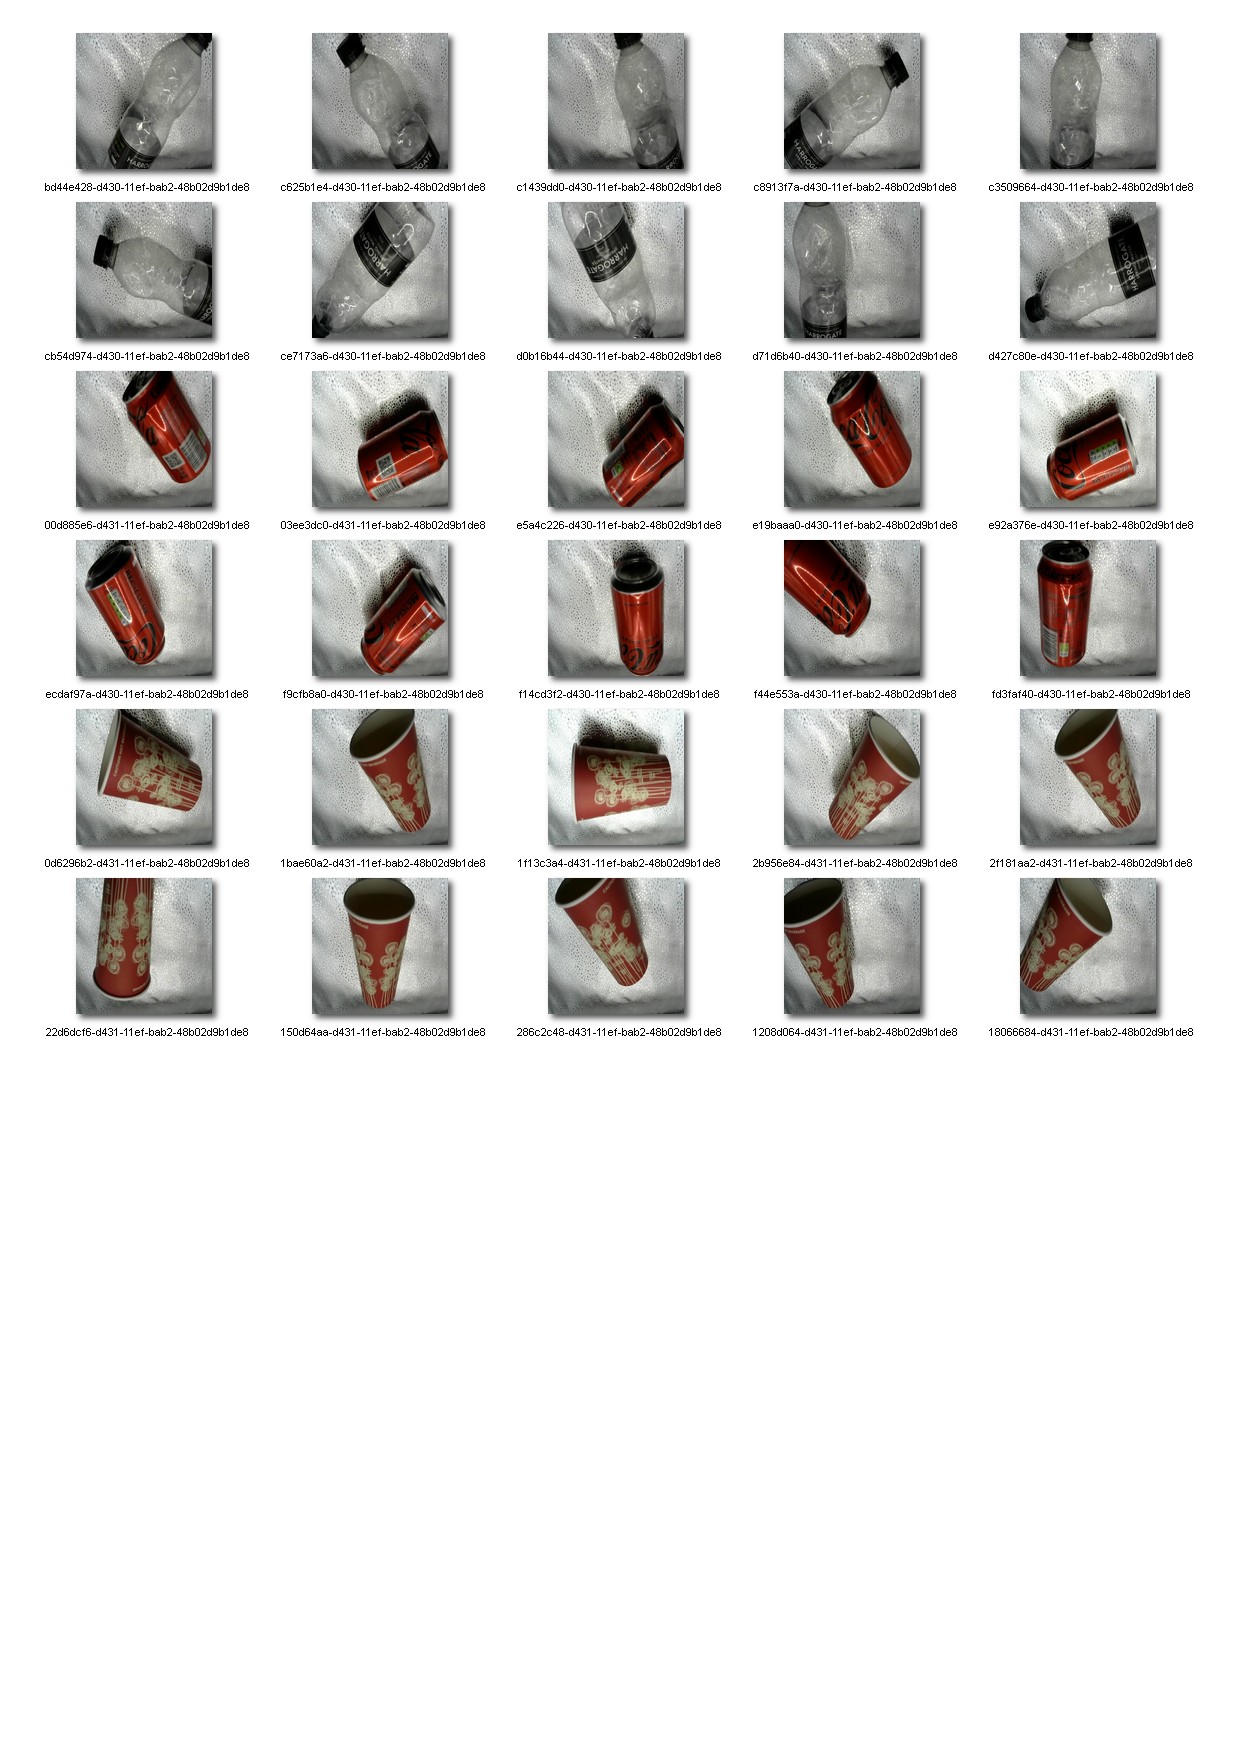 bd44e428-d430-11ef-bab2-48b02d9b1de8 c625b1e4-d430-11ef-bab2-48b02d9b1de8 c1439dd0-d430-11ef-bab2-48b02d9b1de8 c8913f7a-d430-11ef-bab2-48b02d9b1de8 c3509664-d430-11ef-bab2-48b02d9b1de8
HARROGATE
HARROGATE
HARROGATE
HARROGATE
cb54d974-d430-11ef-bab2-48b02d9b1de8 ce7173a6-d430-11ef-bab2-48b02d9b1de8 d0b16b44-d430-11ef-bab2-48b02d9b1de8 d71d6b40-d430-11ef-bab2-48b02d9b1de8 d427c80e-d430-11ef-bab2-48b02d9b1de8
00d885e6-d431-11ef-bab2-48b02d9b1de8 03ee3dc0-d431-11ef-bab2-48b02d9b1de8 e5a4c226-d430-11ef-bab2-48b02d9b1de8 e19baaa0-d430-11ef-bab2-48b02d9b1de8 e92a376e-d430-11ef-bab2-48b02d9b1de8
ecdaf97a-d430-11ef-bab2-48b02d9b1de8 f9cfb8a0-d430-11ef-bab2-48b02d9b1de8 f14cd3f2-d430-11ef-bab2-48b02d9b1de8 f44e553a-d430-11ef-bab2-48b02d9b1de8 fd3faf40-d430-11ef-bab2-48b02d9b1de8
0d6296b2-d431-11ef-bab2-48b02d9b1de8 1bae60a2-d431-11ef-bab2-48b02d9b1de8 1f13c3a4-d431-11ef-bab2-48b02d9b1de8 2b956e84-d431-11ef-bab2-48b02d9b1de8 2f181aa2-d431-11ef-bab2-48b02d9b1de8
22d6dcf6-d431-11ef-bab2-48b02d9b1de8 150d64aa-d431-11ef-bab2-48b02d9b1de8 286c2c48-d431-11ef-bab2-48b02d9b1de8 1208d064-d431-11ef-bab2-48b02d9b1de8 18066684-d431-11ef-bab2-48b02d9b1de8